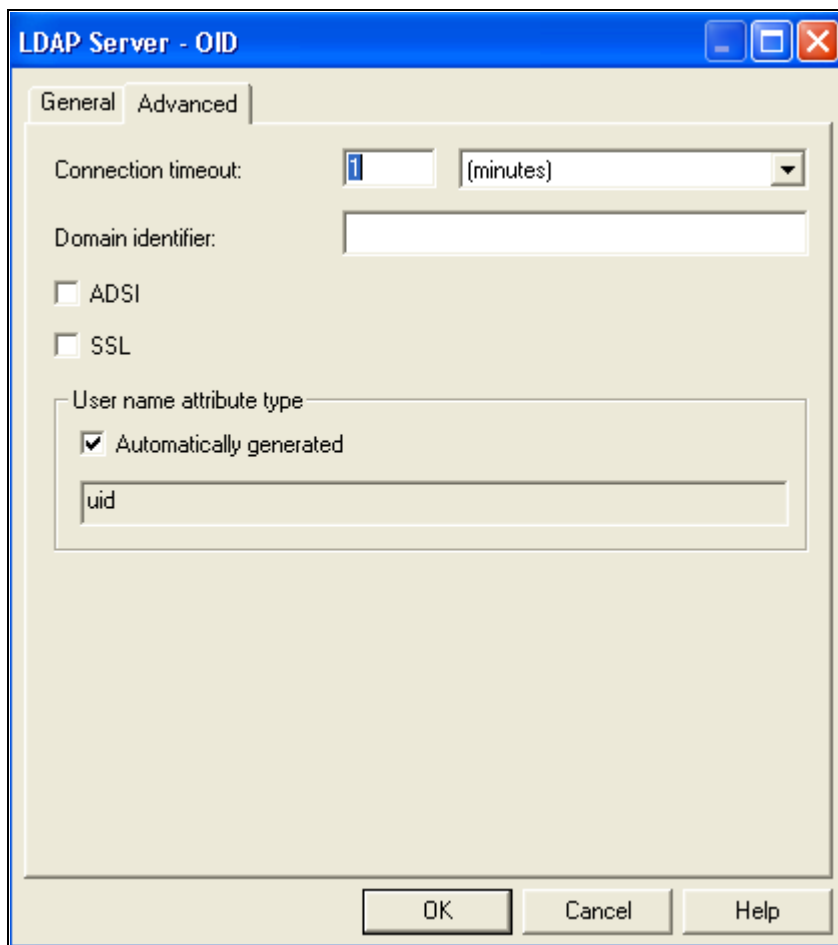 LDAP Server - OID
General Advanced
Connection timeout: 1 (minutes)
Domain identifier:
ADSI
SSL
User name attribute type
Automatically generated
uid
OK Cancel Help